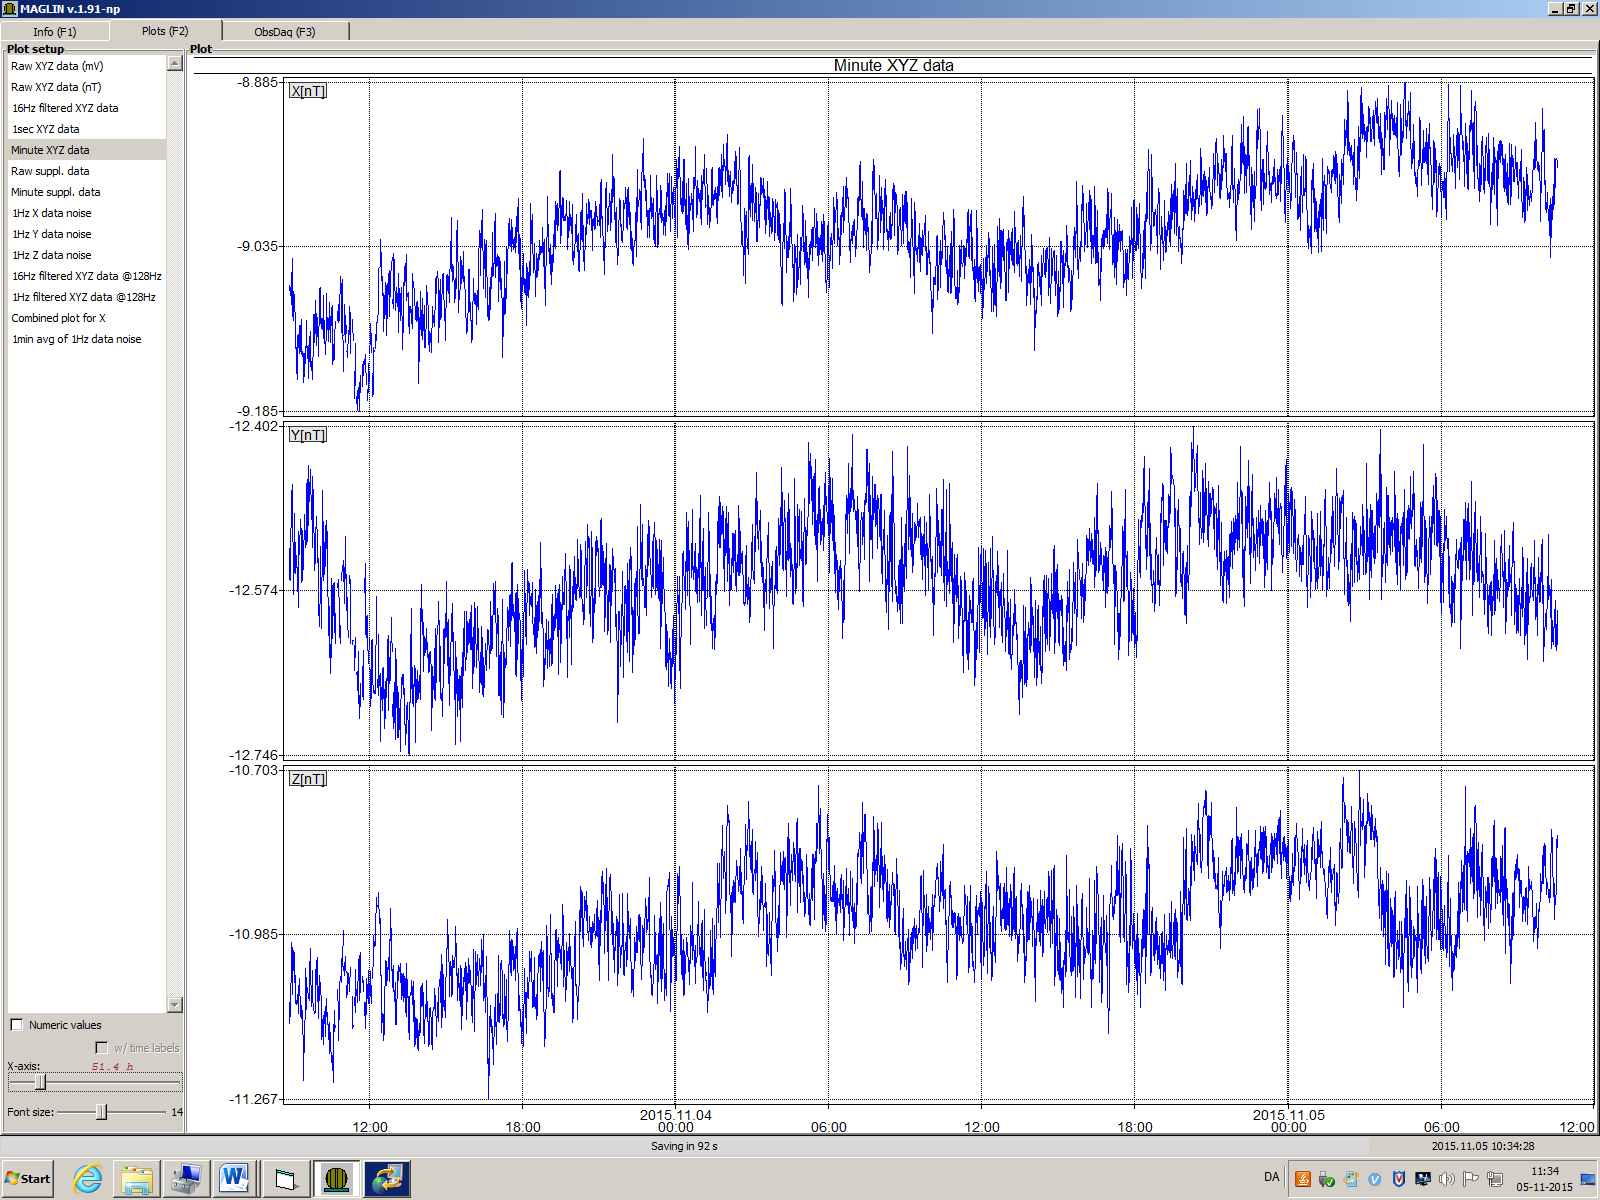 MAGLIN v.1.91-np
Info (F1)
Plots (F2)
ObsDaq (F3)
Plot setup
Raw XYZ data (mV)
Raw XYZ data (nT)
16Hz filtered XYZ data
1sec XYZ data
Minute XYZ data
Raw suppl. data
Minute suppl. data
1Hz X data noise
1Hz Y data noise
1Hz Z data noise
16Hz filtered XYZ data @128Hz
1Hz filtered XYZ data @128Hz
Combined plot for X
1min avg of 1Hz data noise
Numeric values
w/ time labels
X-axis: 51.4 h
Font size: 14
Plot
Minute XYZ data
X[nT]
-8.885
-9.035
-9.185
Y[nT]
-12.402
-12.574
-12.746
Z[nT]
-10.703
-10.985
-11.267
2015.11.04 2015.11.05
12:00 18:00 00:00 06:00 12:00 18:00 00:00 06:00 12:00
Saving in 92 s
2015.11.05 10:34:28
Start
DA
11:34
05-11-2015